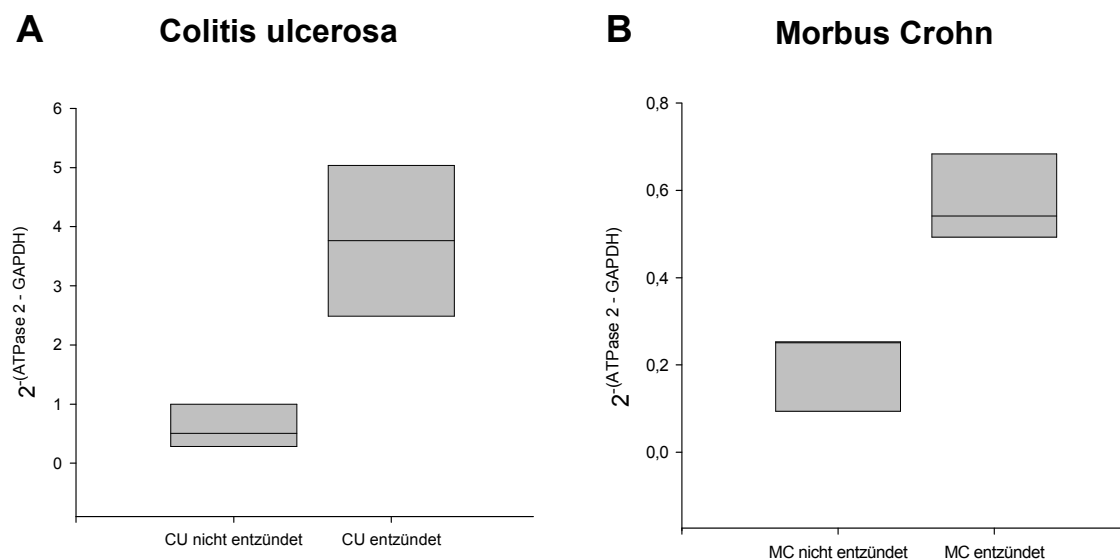 A
Colitis ulcerosa
2-(ATPase 2 - GAPDH)
6
5
4
3
2
1
0
CU nicht entzündet
CU entzündet
B
Morbus Crohn
2-(ATPase 2 - GAPDH)
0,8
0,6
0,4
0,2
0,0
MC nicht entzündet
MC entzündet